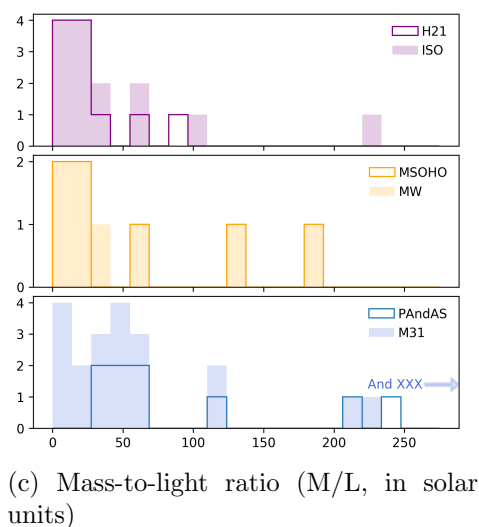 4
3
2
1
0
H21
ISO
2
1
0
MSOHO
MW
4
3
2
1
0
PAndAS
M31
And XXX
0 50 100 150 200 250
(c) Mass-to-light ratio (M/L, in solar
units)